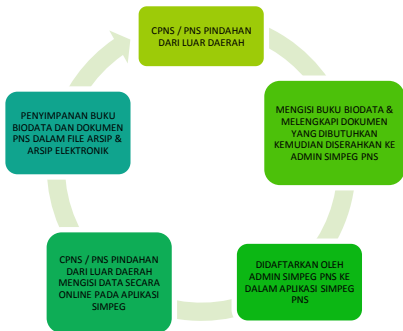 CPNS / PNS PINDAHAN
DARI LUAR DAERAH
MENGISI BUKU BIODATA &
MELENGKAPI DOKUMEN
YANG DIBUTUHKAN
KEMUDIAN DISERAHKAN KE
ADMIN SIMPEG PNS
DIDAFTARKAN OLEH
ADMIN SIMPEG PNS KE
DALAM APLIKASI SIMPEG
PNS
CPNS / PNS PINDAHAN
DARI LUAR DAERAH
MENGISI DATA SECARA
ONLINE PADA APLIKASI
SIMPEG
PENYIMPANAN BUKU
BIODATA DAN DOKUMEN
PNS DALAM FILE ARSIP &
ARSIP ELEKTRONIK